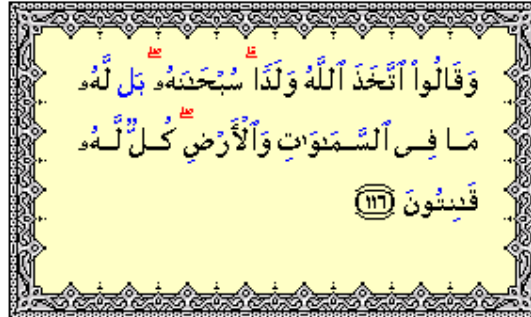 وَقَالُوا۟ ٱتَّخَذَ ٱللَّهُ وَلَدًۭا ۗ سُبْحَـٰنَهُۥ ۖ بَل لَّهُۥ
مَا فِى ٱلسَّمَـٰوَٰتِ وَٱلْأَرْضِ ۖ كُلٌّۭ لَّهُۥ
قَـٰنِتُونَ ١١٦